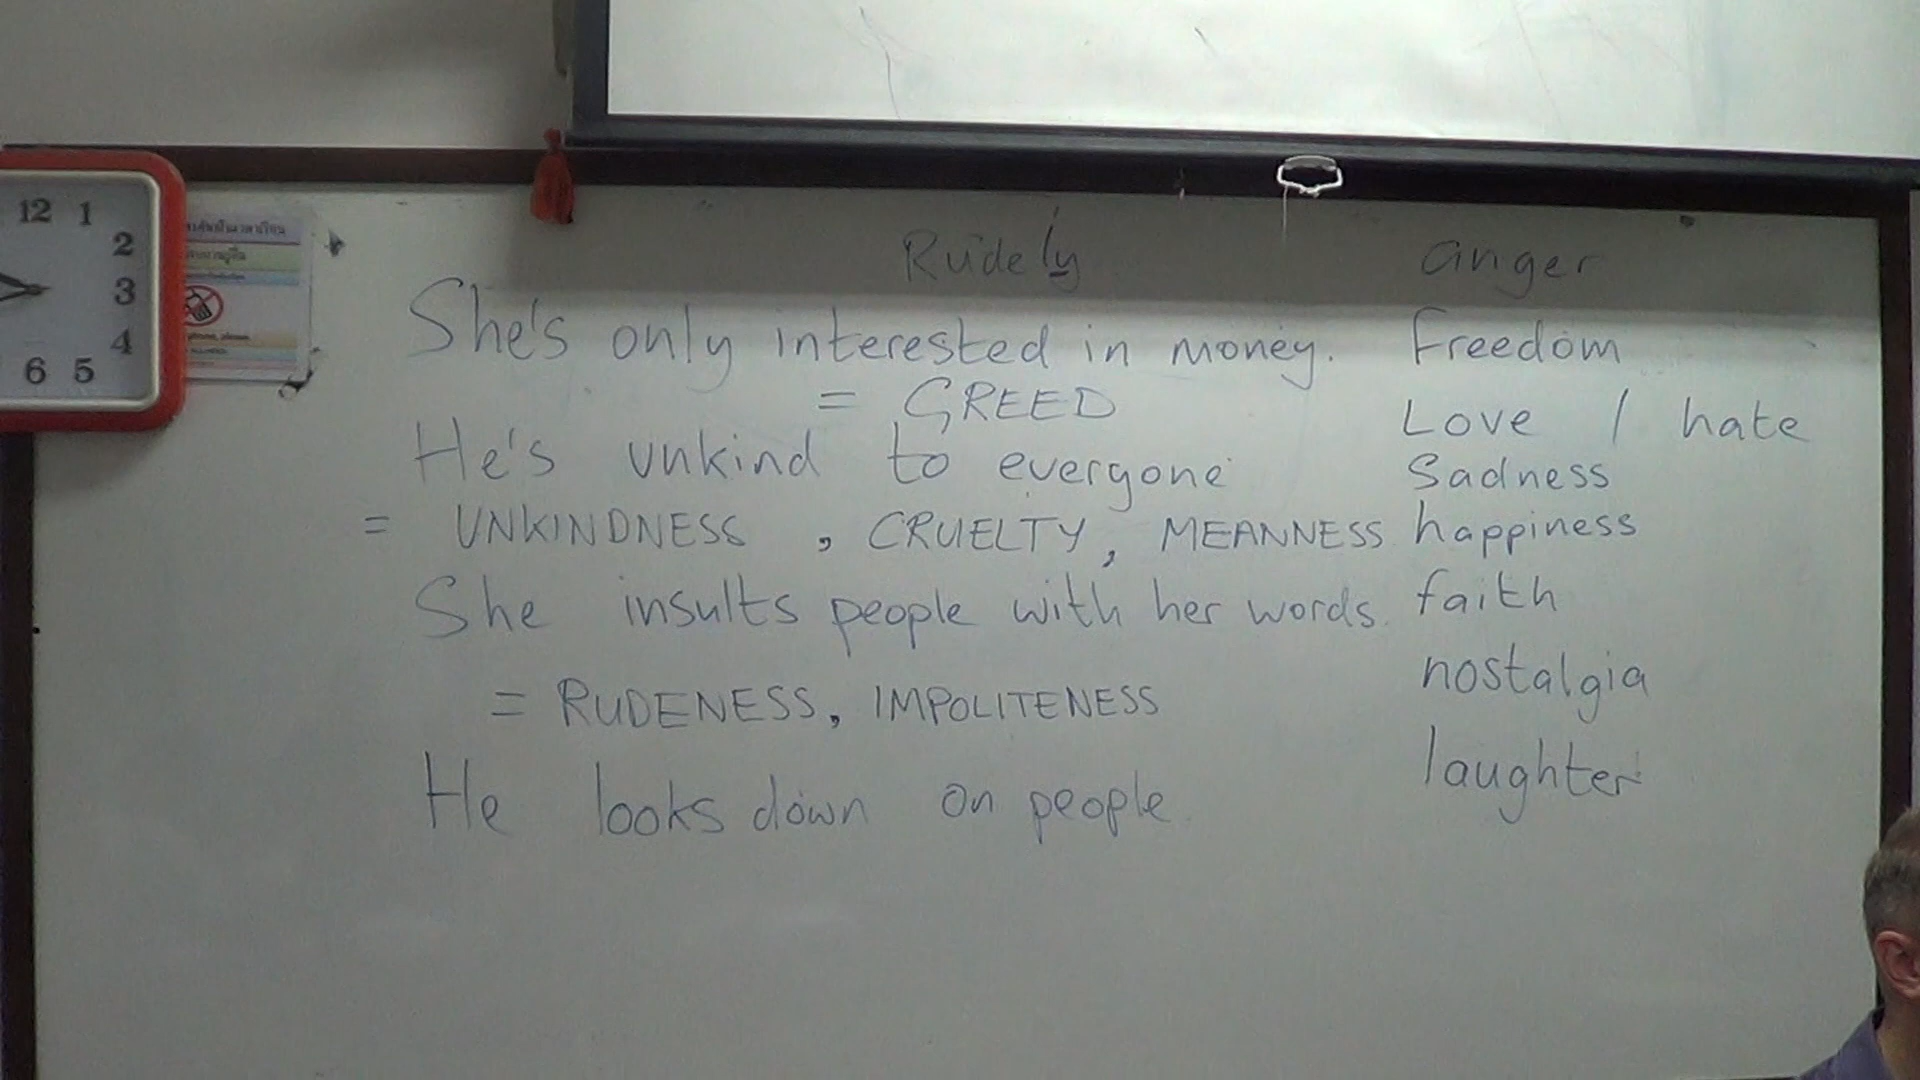 12 1
2
3
4
5
6
Rudely
She's only interested in money.
= GREED
He's unkind to everyone
= UNKINDNESS, CRUELTY, MEANNESS
She insults people with her words.
= RUDENESS, IMPOLITENESS
He looks down on people.
anger
Freedom
Love / hate
Sadness
happiness
faith
nostalgia
laughter